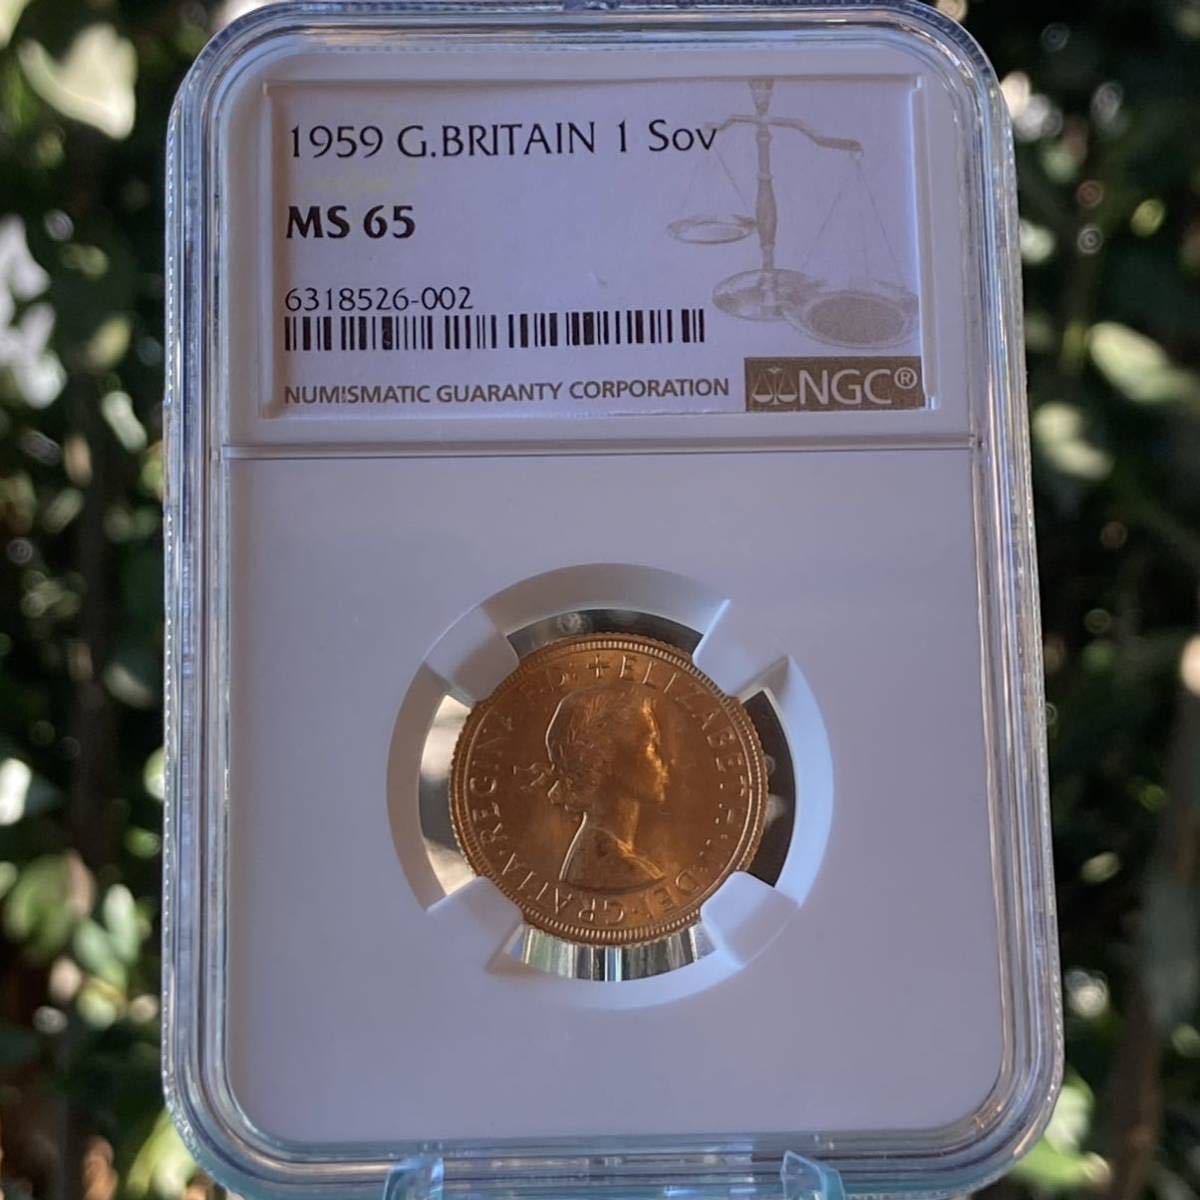 1959 G.BRITAIN 1 Sov
MS 65
6318526-002
NUMISMATIC GUARANTY CORPORATION NGC®
+ELIZABETH·II·DEI·GRATIA·REGINA·F:D: